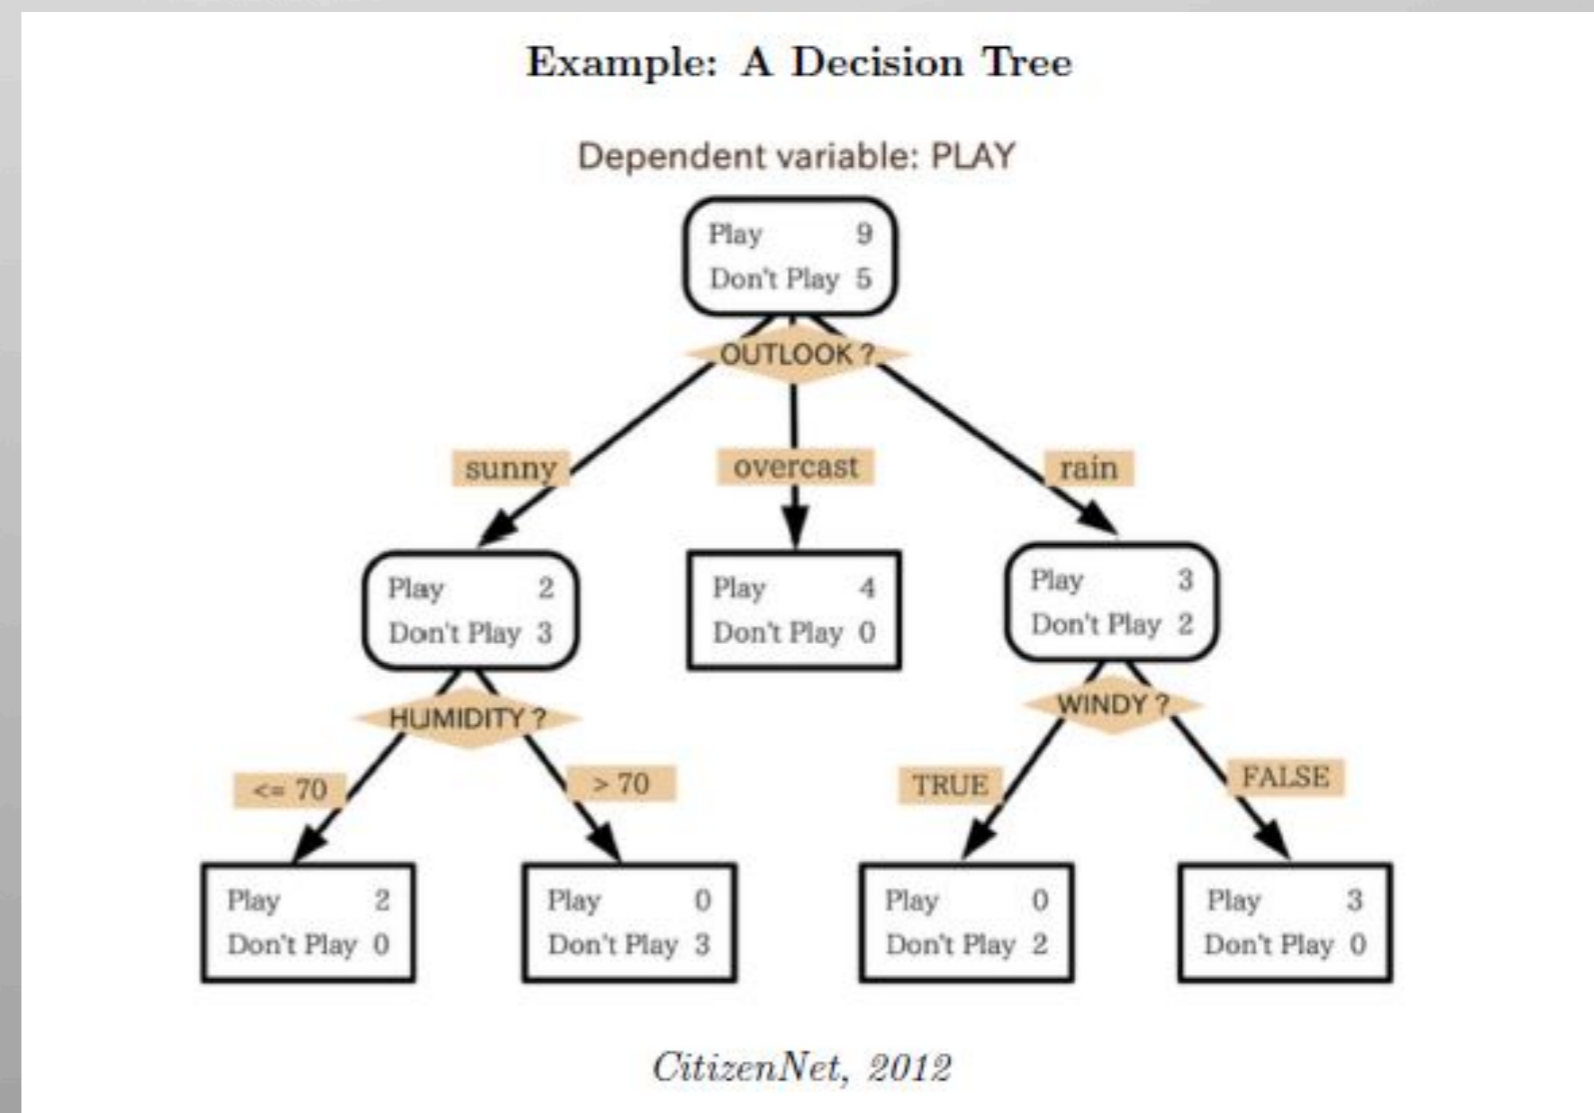 Example: A Decision Tree
Dependent variable: PLAY
Play 9
Don't Play 5
OUTLOOK ?
sunny
overcast
rain
Play 2
Don't Play 3
Play 4
Don't Play 0
Play 3
Don't Play 2
HUMIDITY ?
WINDY ?
<= 70
> 70
TRUE
FALSE
Play 2
Don't Play 0
Play 0
Don't Play 3
Play 0
Don't Play 2
Play 3
Don't Play 0
CitizenNet, 2012